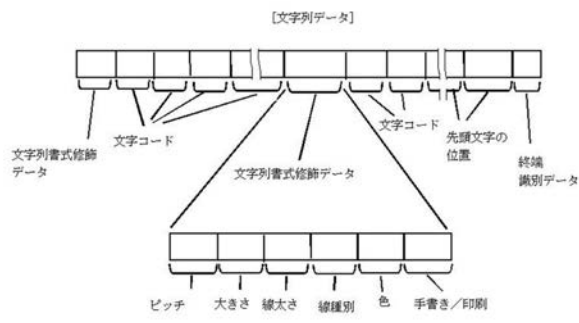 [文字列データ]
文字列書式修飾
データ
文字コード
文字列書式修飾データ
文字コード
先頭文字の
位置
終端
識別データ
ピッチ
大きさ
線太さ
線種別
色
手書き／印刷